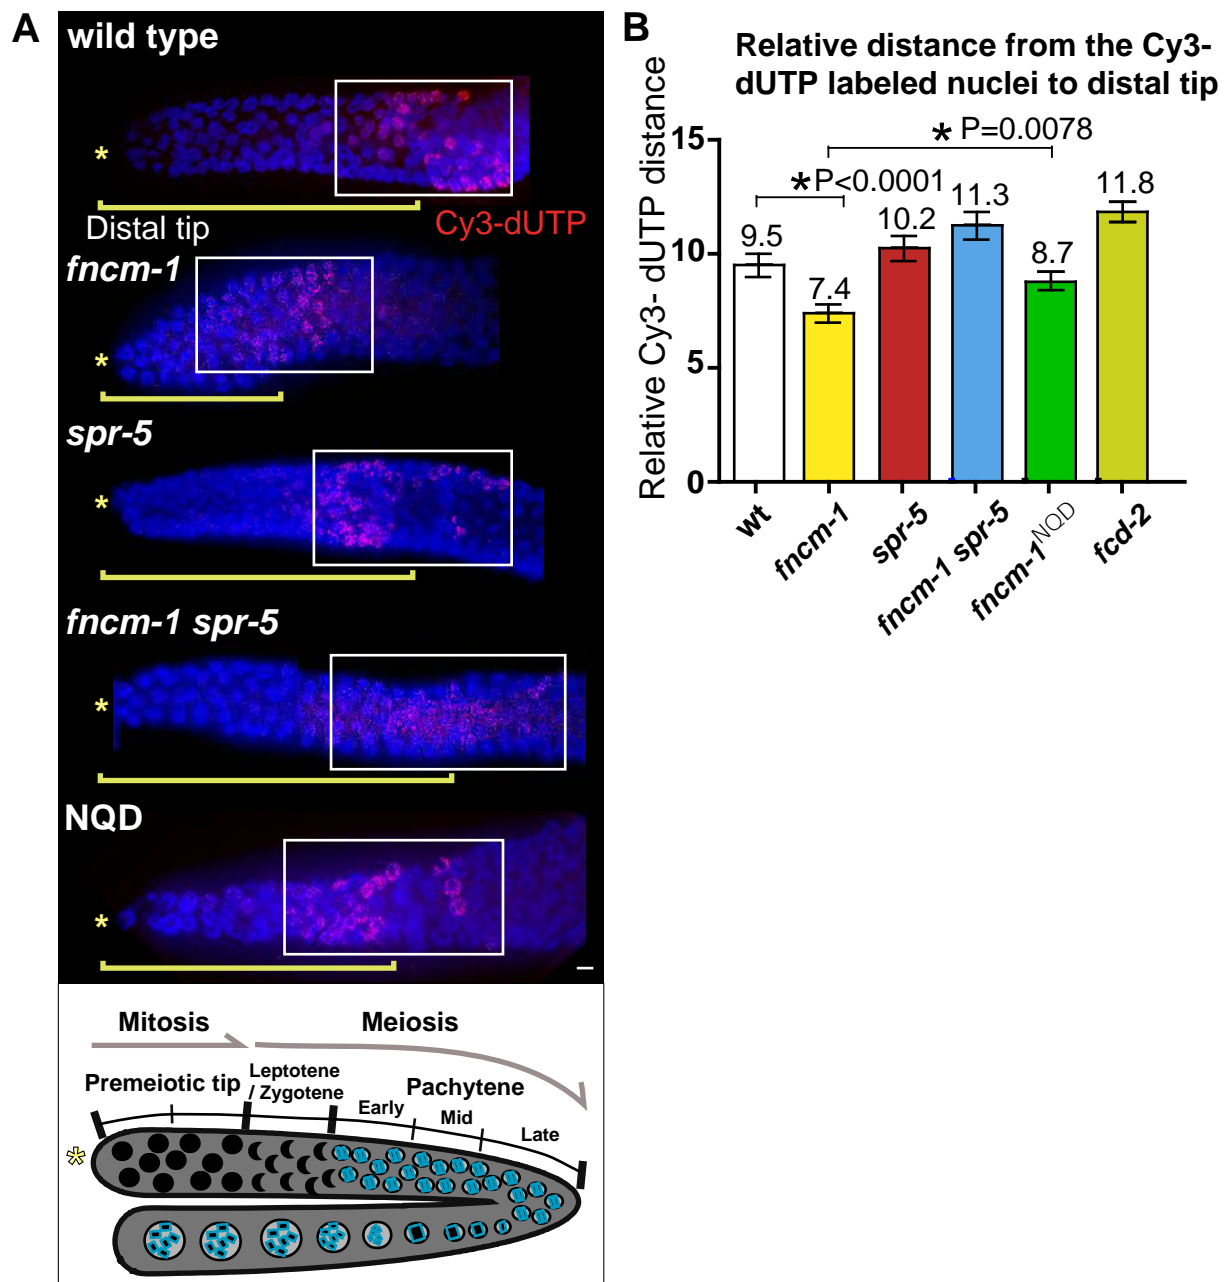 A
wild type
*
Distal tip
Cy3-dUTP
fncm-1
*
spr-5
*
fncm-1 spr-5
*
NQD
*
Mitosis
Meiosis
Premeiotic tip
Leptotene
/ Zygotene
Pachytene
Early
Mid
Late
*
B
Relative distance from the Cy3-
dUTP labeled nuclei to distal tip
Relative Cy3- dUTP distance
15
10
5
0
* P=0.0078
*P<0.0001
9.5
7.4
10.2
11.3
8.7
11.8
wt
fncm-1
spr-5
fncm-1 spr-5
fncm-1NQD
fcd-2